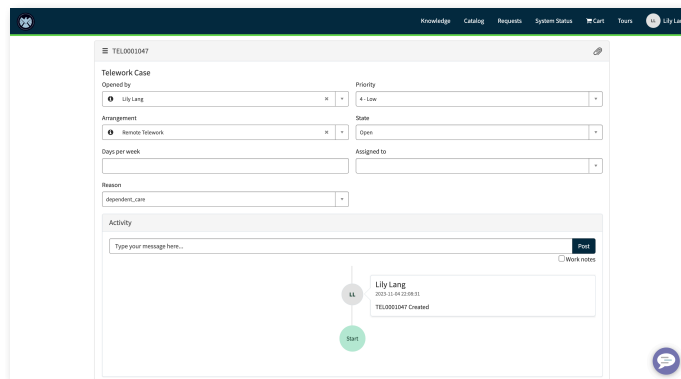 Knowledge Catalog Requests System Status Cart Tours LL Lily Lan
TEL0001047
Telework Case
Opened by
Lily Lang
Priority
4 - Low
Arrangement
Remote Telework
State
Open
Days per week
Assigned to
Reason
dependent_care
Activity
Type your message here...
Post
Work notes
LL
Lily Lang
2023-11-04 22:08:31
TEL0001047 Created
Start